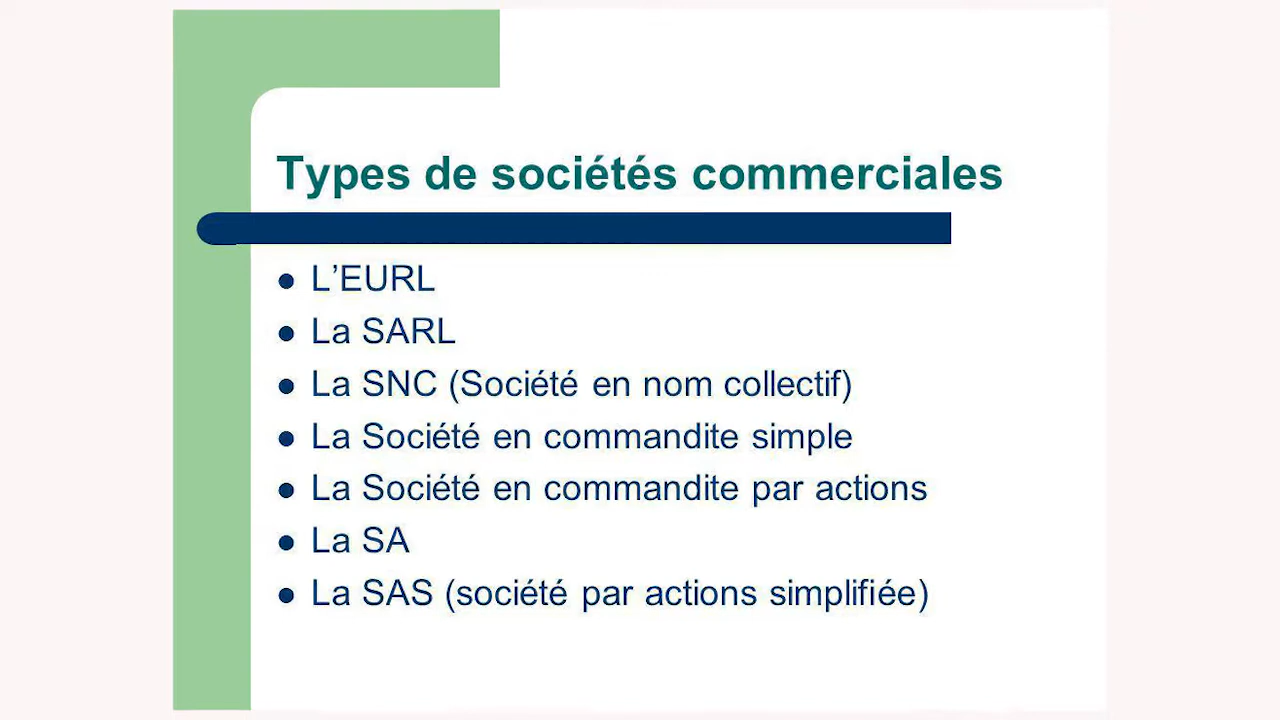 Types de sociétés commerciales
L’EURL
La SARL
La SNC (Société en nom collectif)
La Société en commandite simple
La Société en commandite par actions
La SA
La SAS (société par actions simplifiée)